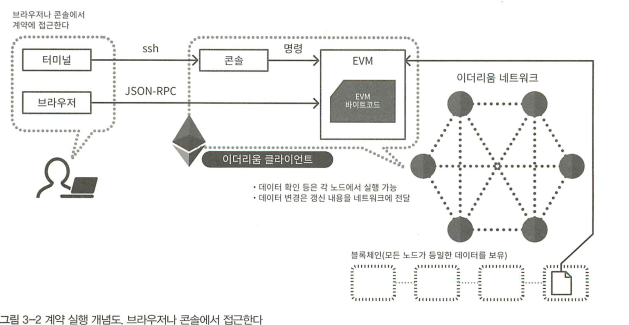 브라우저나 콘솔에서
계약에 접근한다
터미널
ssh
콘솔
명령
EVM
브라우저
JSON-RPC
EVM
바이트코드
이더리움 네트워크
이더리움 클라이언트
• 데이터 확인 등은 각 노드에서 실행 가능
• 데이터 변경은 갱신 내용을 네트워크에 전달
블록체인(모든 노드가 동일한 데이터를 보유)
그림 3-2 계약 실행 개념도. 브라우저나 콘솔에서 접근한다